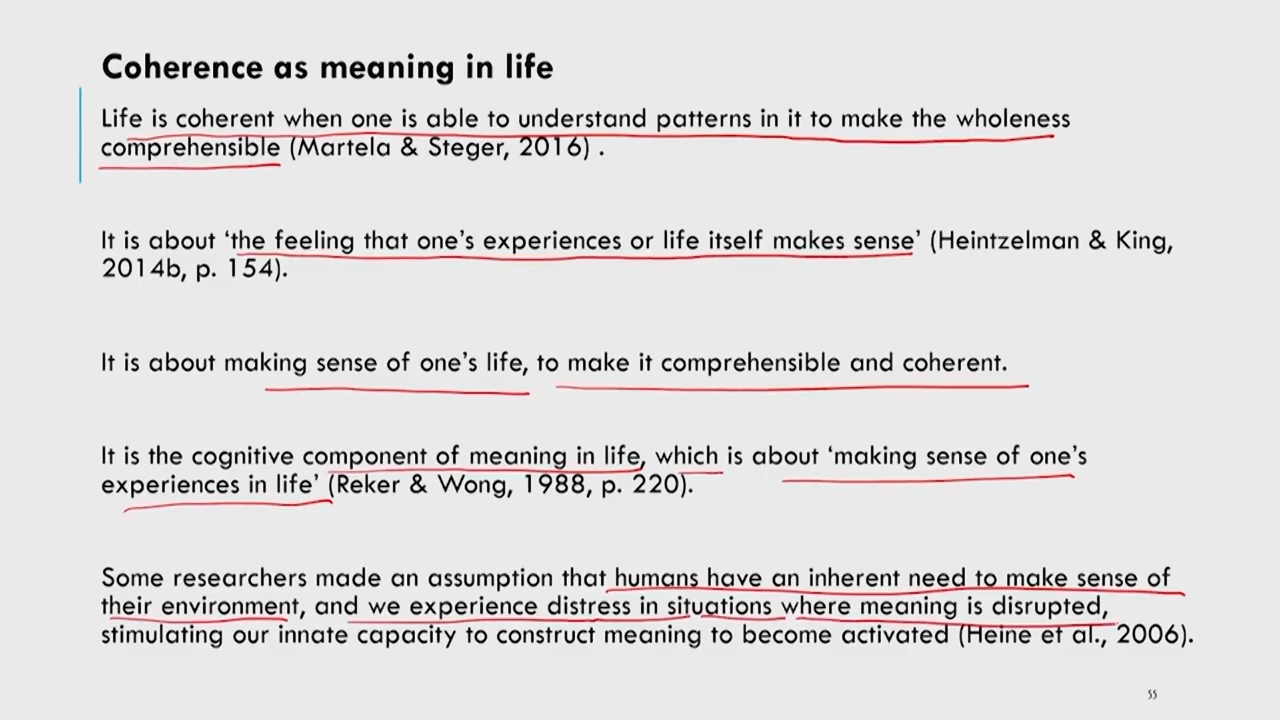 Coherence as meaning in life
Life is coherent when one is able to understand patterns in it to make the wholeness
comprehensible (Martela & Steger, 2016) .
It is about ‘the feeling that one’s experiences or life itself makes sense’ (Heintzelman & King,
2014b, p. 154).
It is about making sense of one’s life, to make it comprehensible and coherent.
It is the cognitive component of meaning in life, which is about ‘making sense of one’s
experiences in life’ (Reker & Wong, 1988, p. 220).
Some researchers made an assumption that humans have an inherent need to make sense of
their environment, and we experience distress in situations where meaning is disrupted,
stimulating our innate capacity to construct meaning to become activated (Heine et al., 2006).
55